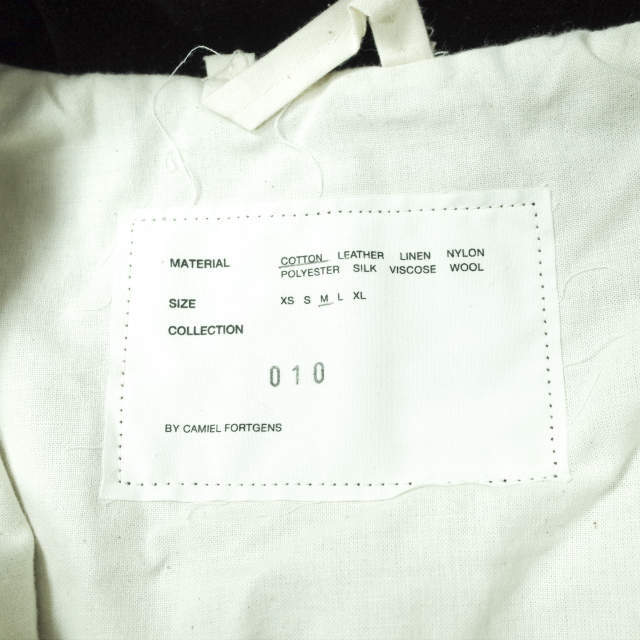 MATERIAL COTTON LEATHER LINEN NYLON
POLYESTER SILK VISCOSE WOOL
SIZE XS S M L XL
COLLECTION
010
BY CAMIEL FORTGENS